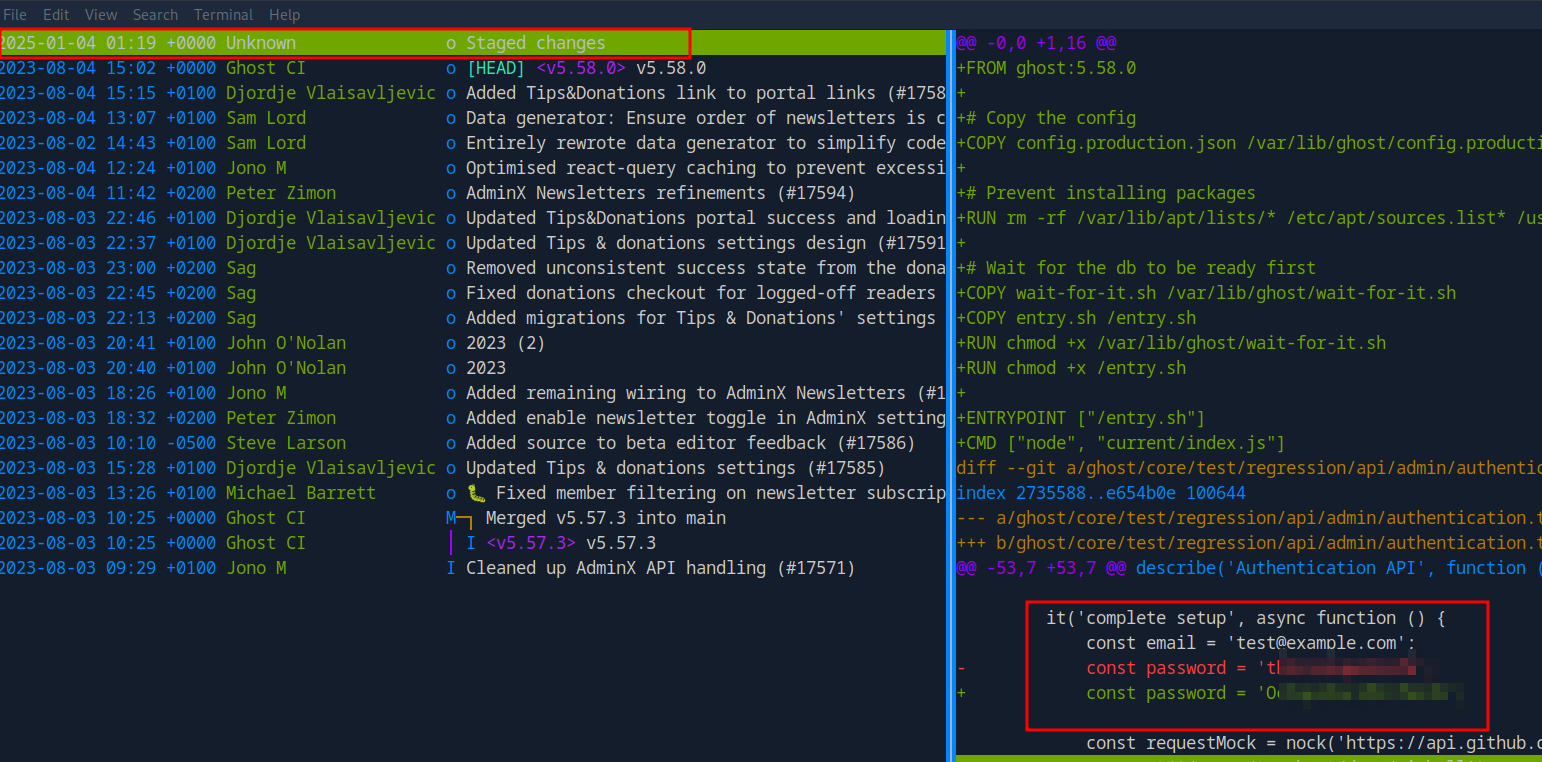 File Edit View Search Terminal Help
2025-01-04 01:19 +0000 Unknown o Staged changes
2023-08-04 15:02 +0000 Ghost CI o [HEAD] <v5.58.0> v5.58.0
2023-08-04 15:15 +0100 Djordje Vlaisavljevic o Added Tips&Donations link to portal links (#1758
2023-08-04 13:07 +0100 Sam Lord o Data generator: Ensure order of newsletters is c
2023-08-02 14:43 +0100 Sam Lord o Entirely rewrote data generator to simplify code
2023-08-04 12:24 +0100 Jono M o Optimised react-query caching to prevent excessi
2023-08-04 11:42 +0200 Peter Zimon o AdminX Newsletters refinements (#17594)
2023-08-03 22:46 +0100 Djordje Vlaisavljevic o Updated Tips&Donations portal success and loadin
2023-08-03 22:37 +0100 Djordje Vlaisavljevic o Updated Tips & donations settings design (#17591
2023-08-03 23:00 +0200 Sag o Removed unconsistent success state from the dona
2023-08-03 22:45 +0200 Sag o Fixed donations checkout for logged-off readers
2023-08-03 22:13 +0200 Sag o Added migrations for Tips & Donations' settings
2023-08-03 20:41 +0100 John O'Nolan o 2023 (2)
2023-08-03 20:40 +0100 John O'Nolan o 2023
2023-08-03 18:26 +0100 Jono M o Added remaining wiring to AdminX Newsletters (#1
2023-08-03 18:32 +0200 Peter Zimon o Added enable newsletter toggle in AdminX setting
2023-08-03 10:10 -0500 Steve Larson o Added source to beta editor feedback (#17586)
2023-08-03 15:28 +0100 Djordje Vlaisavljevic o Updated Tips & donations settings (#17585)
2023-08-03 13:26 +0100 Michael Barrett o 🐛 Fixed member filtering on newsletter subscrip
2023-08-03 10:25 +0000 Ghost CI M─┐ Merged v5.57.3 into main
2023-08-03 10:25 +0000 Ghost CI │ I <v5.57.3> v5.57.3
2023-08-03 09:29 +0100 Jono M I Cleaned up AdminX API handling (#17571)
@@ -0,0 +1,16 @@
+FROM ghost:5.58.0
+
+# Copy the config
+COPY config.production.json /var/lib/ghost/config.producti
+
+# Prevent installing packages
+RUN rm -rf /var/lib/apt/lists/* /etc/apt/sources.list* /us
+
+# Wait for the db to be ready first
+COPY wait-for-it.sh /var/lib/ghost/wait-for-it.sh
+COPY entry.sh /entry.sh
+RUN chmod +x /var/lib/ghost/wait-for-it.sh
+RUN chmod +x /entry.sh
+
+ENTRYPOINT ["/entry.sh"]
+CMD ["node", "current/index.js"]
diff --git a/ghost/core/test/regression/api/admin/authentic
index 2735588..e654b0e 100644
--- a/ghost/core/test/regression/api/admin/authentication.t
+++ b/ghost/core/test/regression/api/admin/authentication.t
@@ -53,7 +53,7 @@ describe('Authentication API', function (
it('complete setup', async function () {
const email = 'test@example.com';
- const password = '
+ const password = '
const requestMock = nock('https://api.github.c